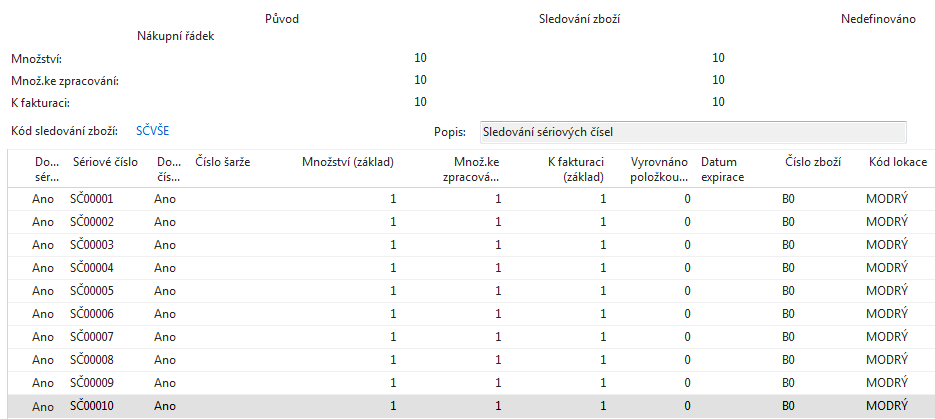 Původ Sledování zboží Nedefinováno
Nákupní řádek
Množství: 10 10
Množ.ke zpracování: 10 10
K fakturaci: 10 10
Kód sledování zboží: SČVŠE Popis: Sledování sériových čísel
Do... Sériové číslo Do... Číslo šarže Množství (základ) Množ.ke K fakturaci Vyrovnáno Datum Číslo zboží Kód lokace
sér... čís... zpracová... (základ) položkou... expirace
Ano SČ00001 Ano 1 1 1 0 B0 MODRÝ
Ano SČ00002 Ano 1 1 1 0 B0 MODRÝ
Ano SČ00003 Ano 1 1 1 0 B0 MODRÝ
Ano SČ00004 Ano 1 1 1 0 B0 MODRÝ
Ano SČ00005 Ano 1 1 1 0 B0 MODRÝ
Ano SČ00006 Ano 1 1 1 0 B0 MODRÝ
Ano SČ00007 Ano 1 1 1 0 B0 MODRÝ
Ano SČ00008 Ano 1 1 1 0 B0 MODRÝ
Ano SČ00009 Ano 1 1 1 0 B0 MODRÝ
Ano SČ00010 Ano 1 1 1 0 B0 MODRÝ